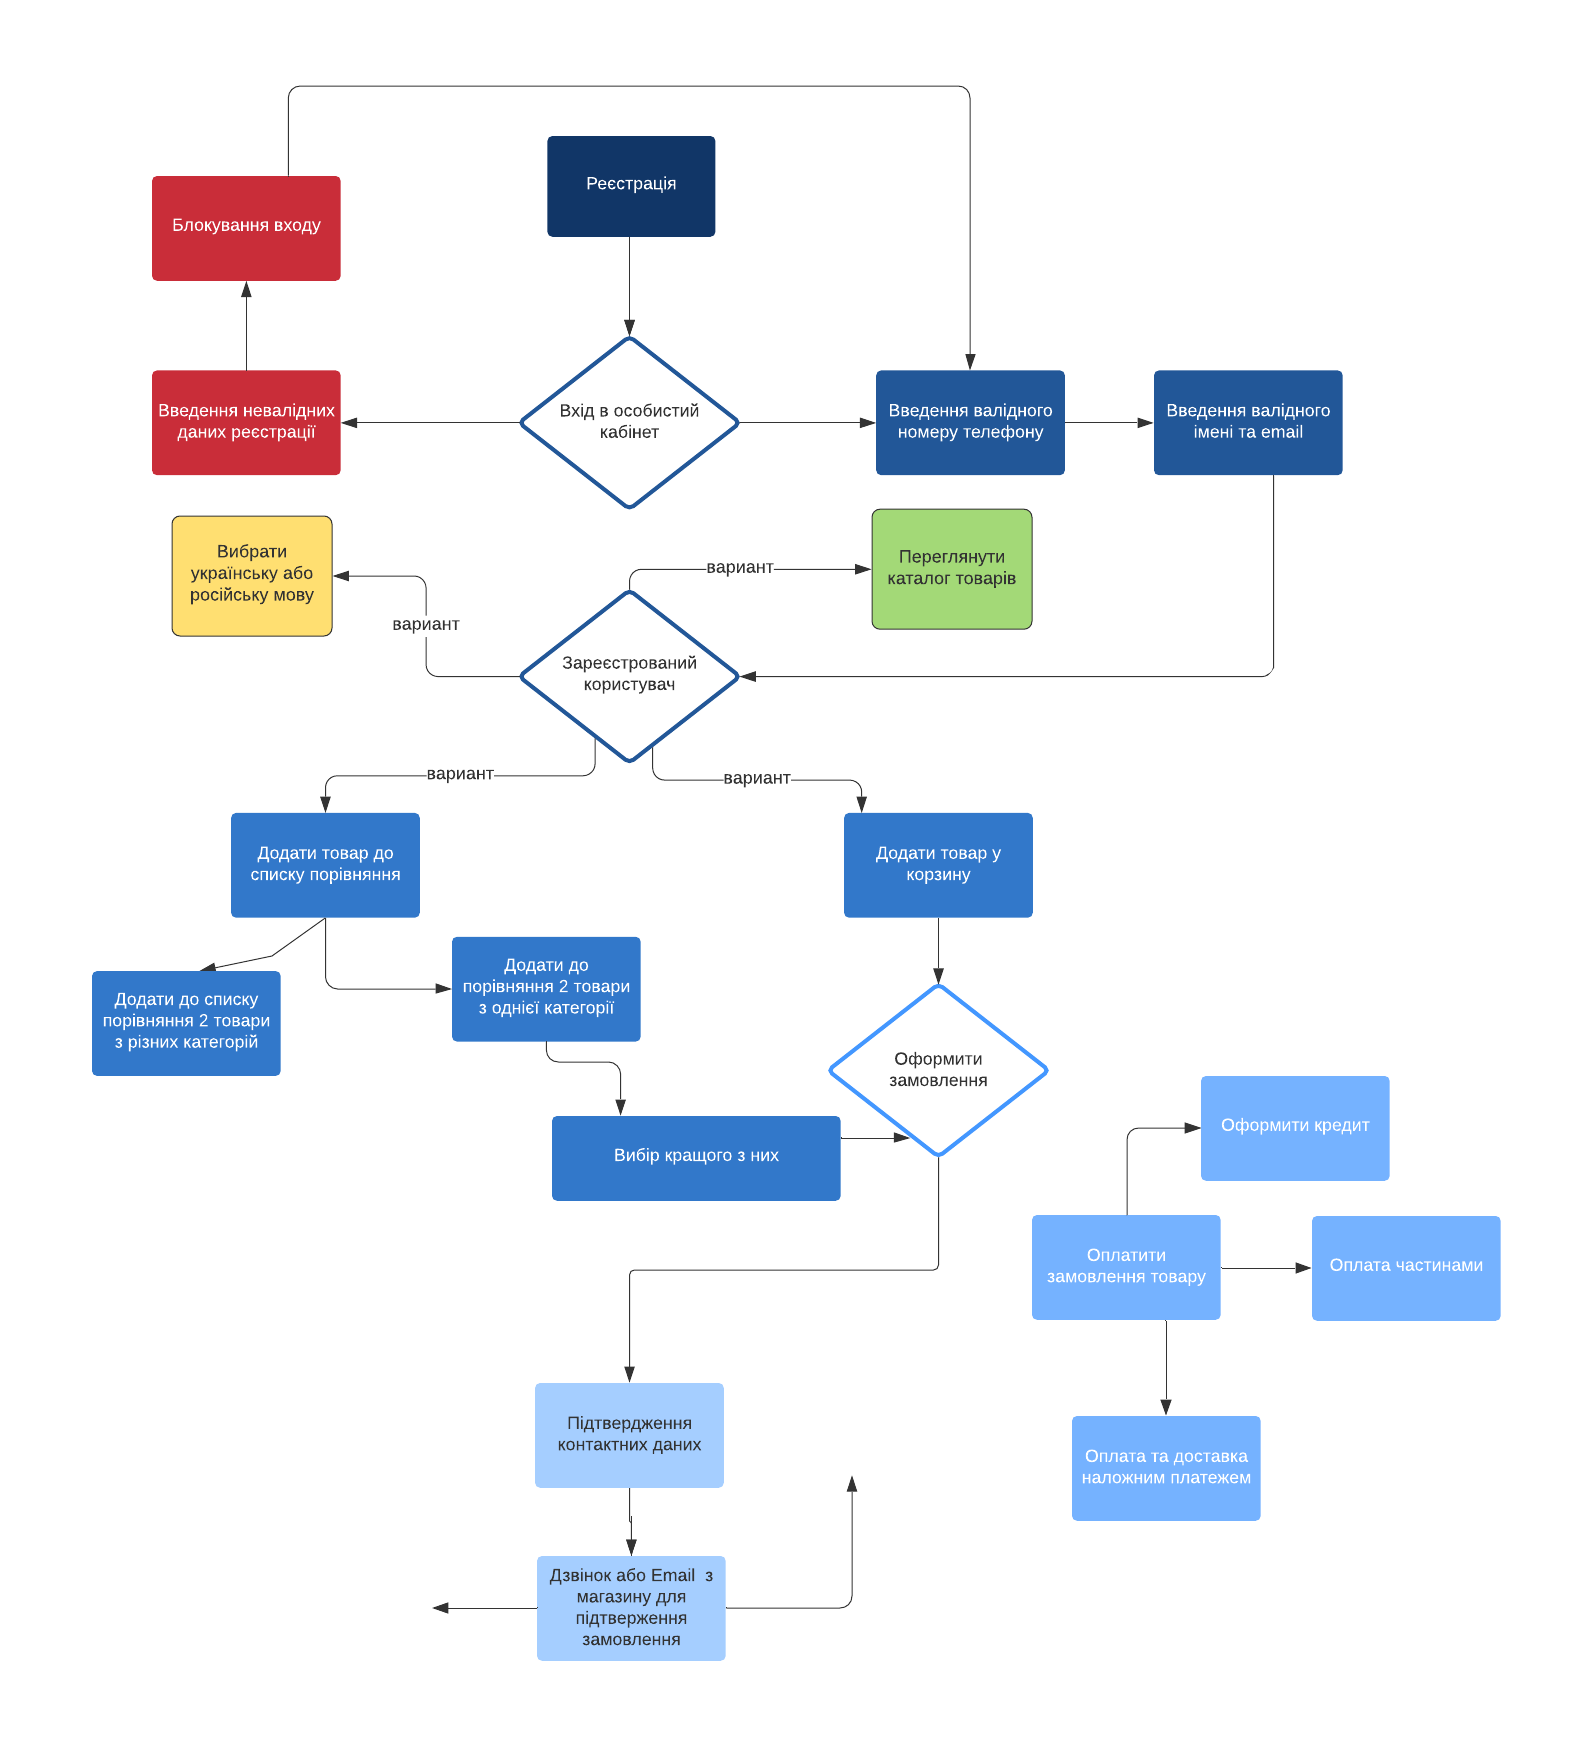 Реєстрація
Блокування входу
Введення невалідних
даних реєстрації
Вхід в особистий
кабінет
Введення валідного
номеру телефону
Введення валідного
імені та email
Вибрати
українську або
російську мову
вариант
вариант
Переглянути
каталог товарів
Зареєстрований
користувач
вариант
вариант
Додати товар до
списку порівняння
Додати товар у
корзину
Додати до списку
порівняння 2 товари
з різних категорій
Додати до
порівняння 2 товари
з однієї категорії
Оформити
замовлення
Вибір кращого з них
Оформити кредит
Оплатити
замовлення товару
Оплата частинами
Підтвердження
контактних даних
Оплата та доставка
наложним платежем
Дзвінок або Email  з
магазину для
підтверження
замовлення